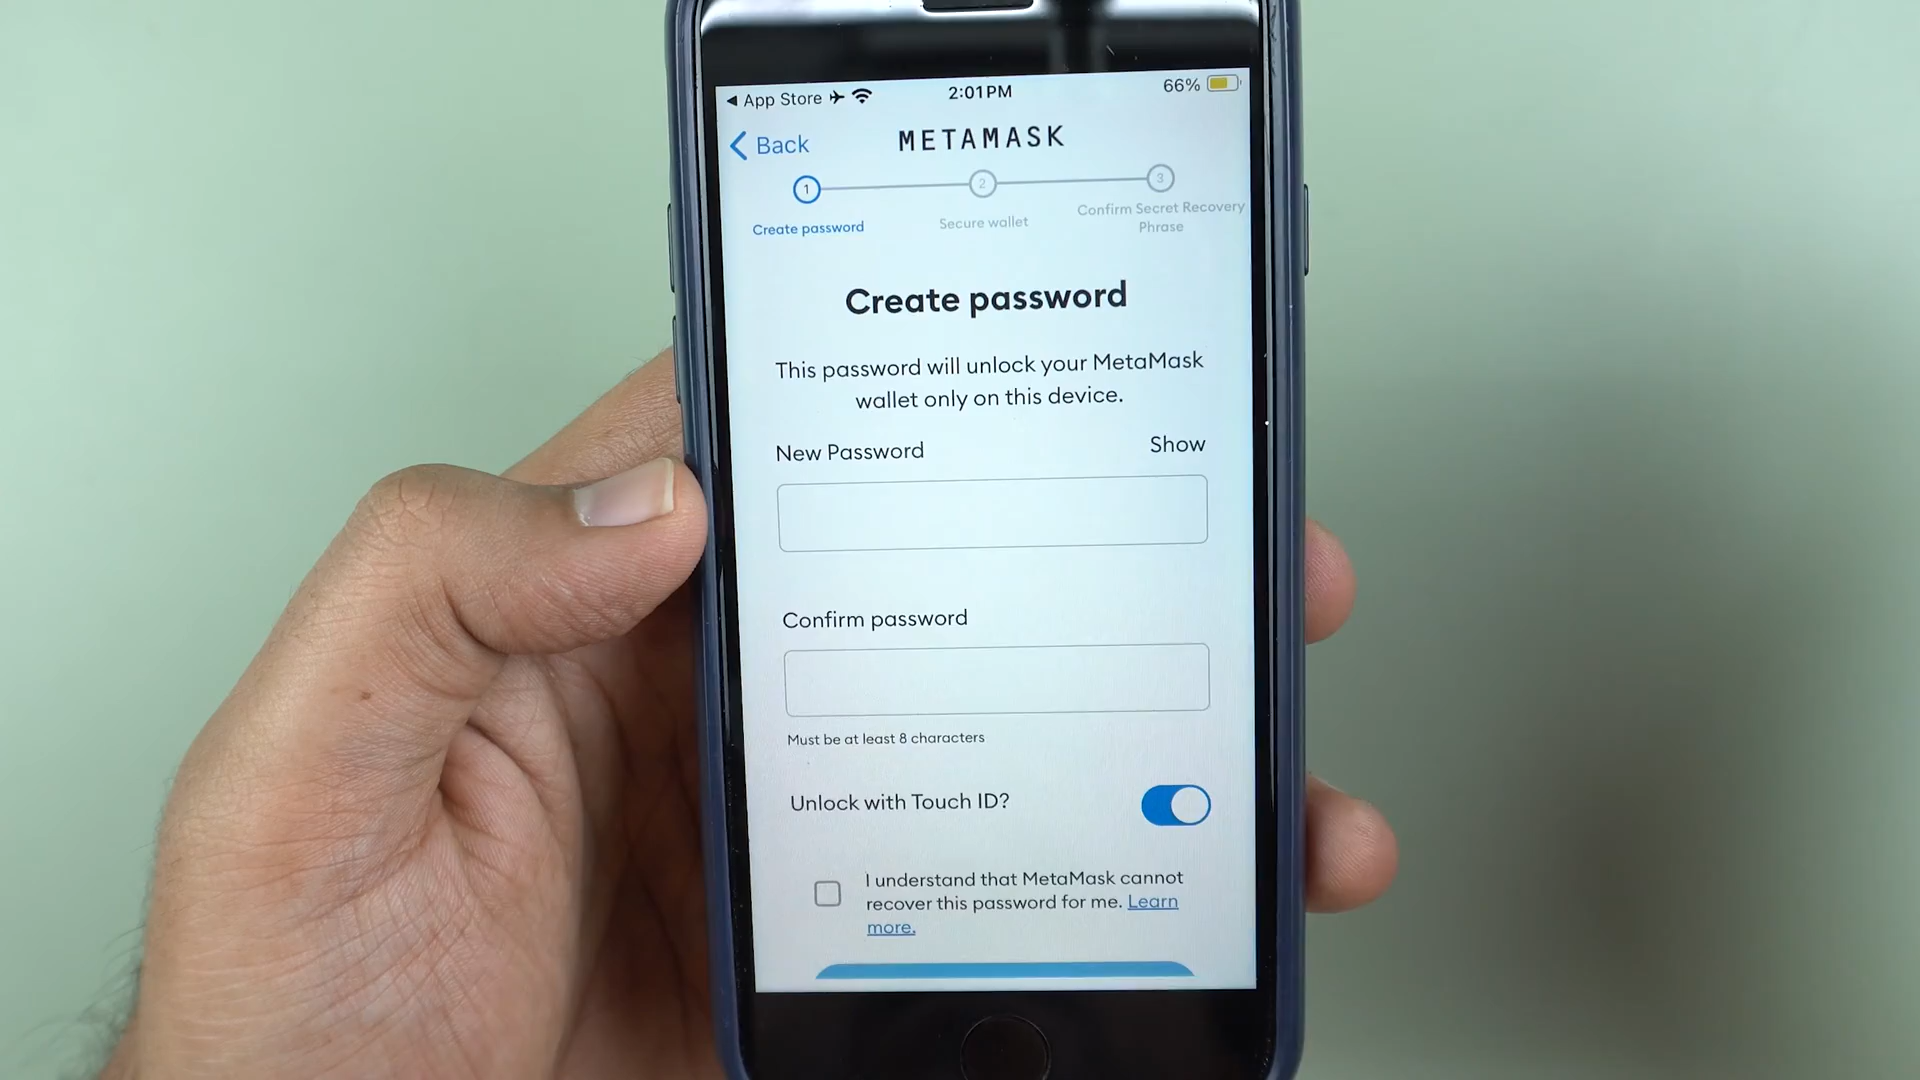 App Store
2:01PM
66%
Back
METAMASK
1
2
3
Create password
Secure wallet
Confirm Secret Recovery
Phrase
Create password
This password will unlock your MetaMask
wallet only on this device.
New Password
Show
Confirm password
Must be at least 8 characters
Unlock with Touch ID?
I understand that MetaMask cannot
recover this password for me. Learn
more.